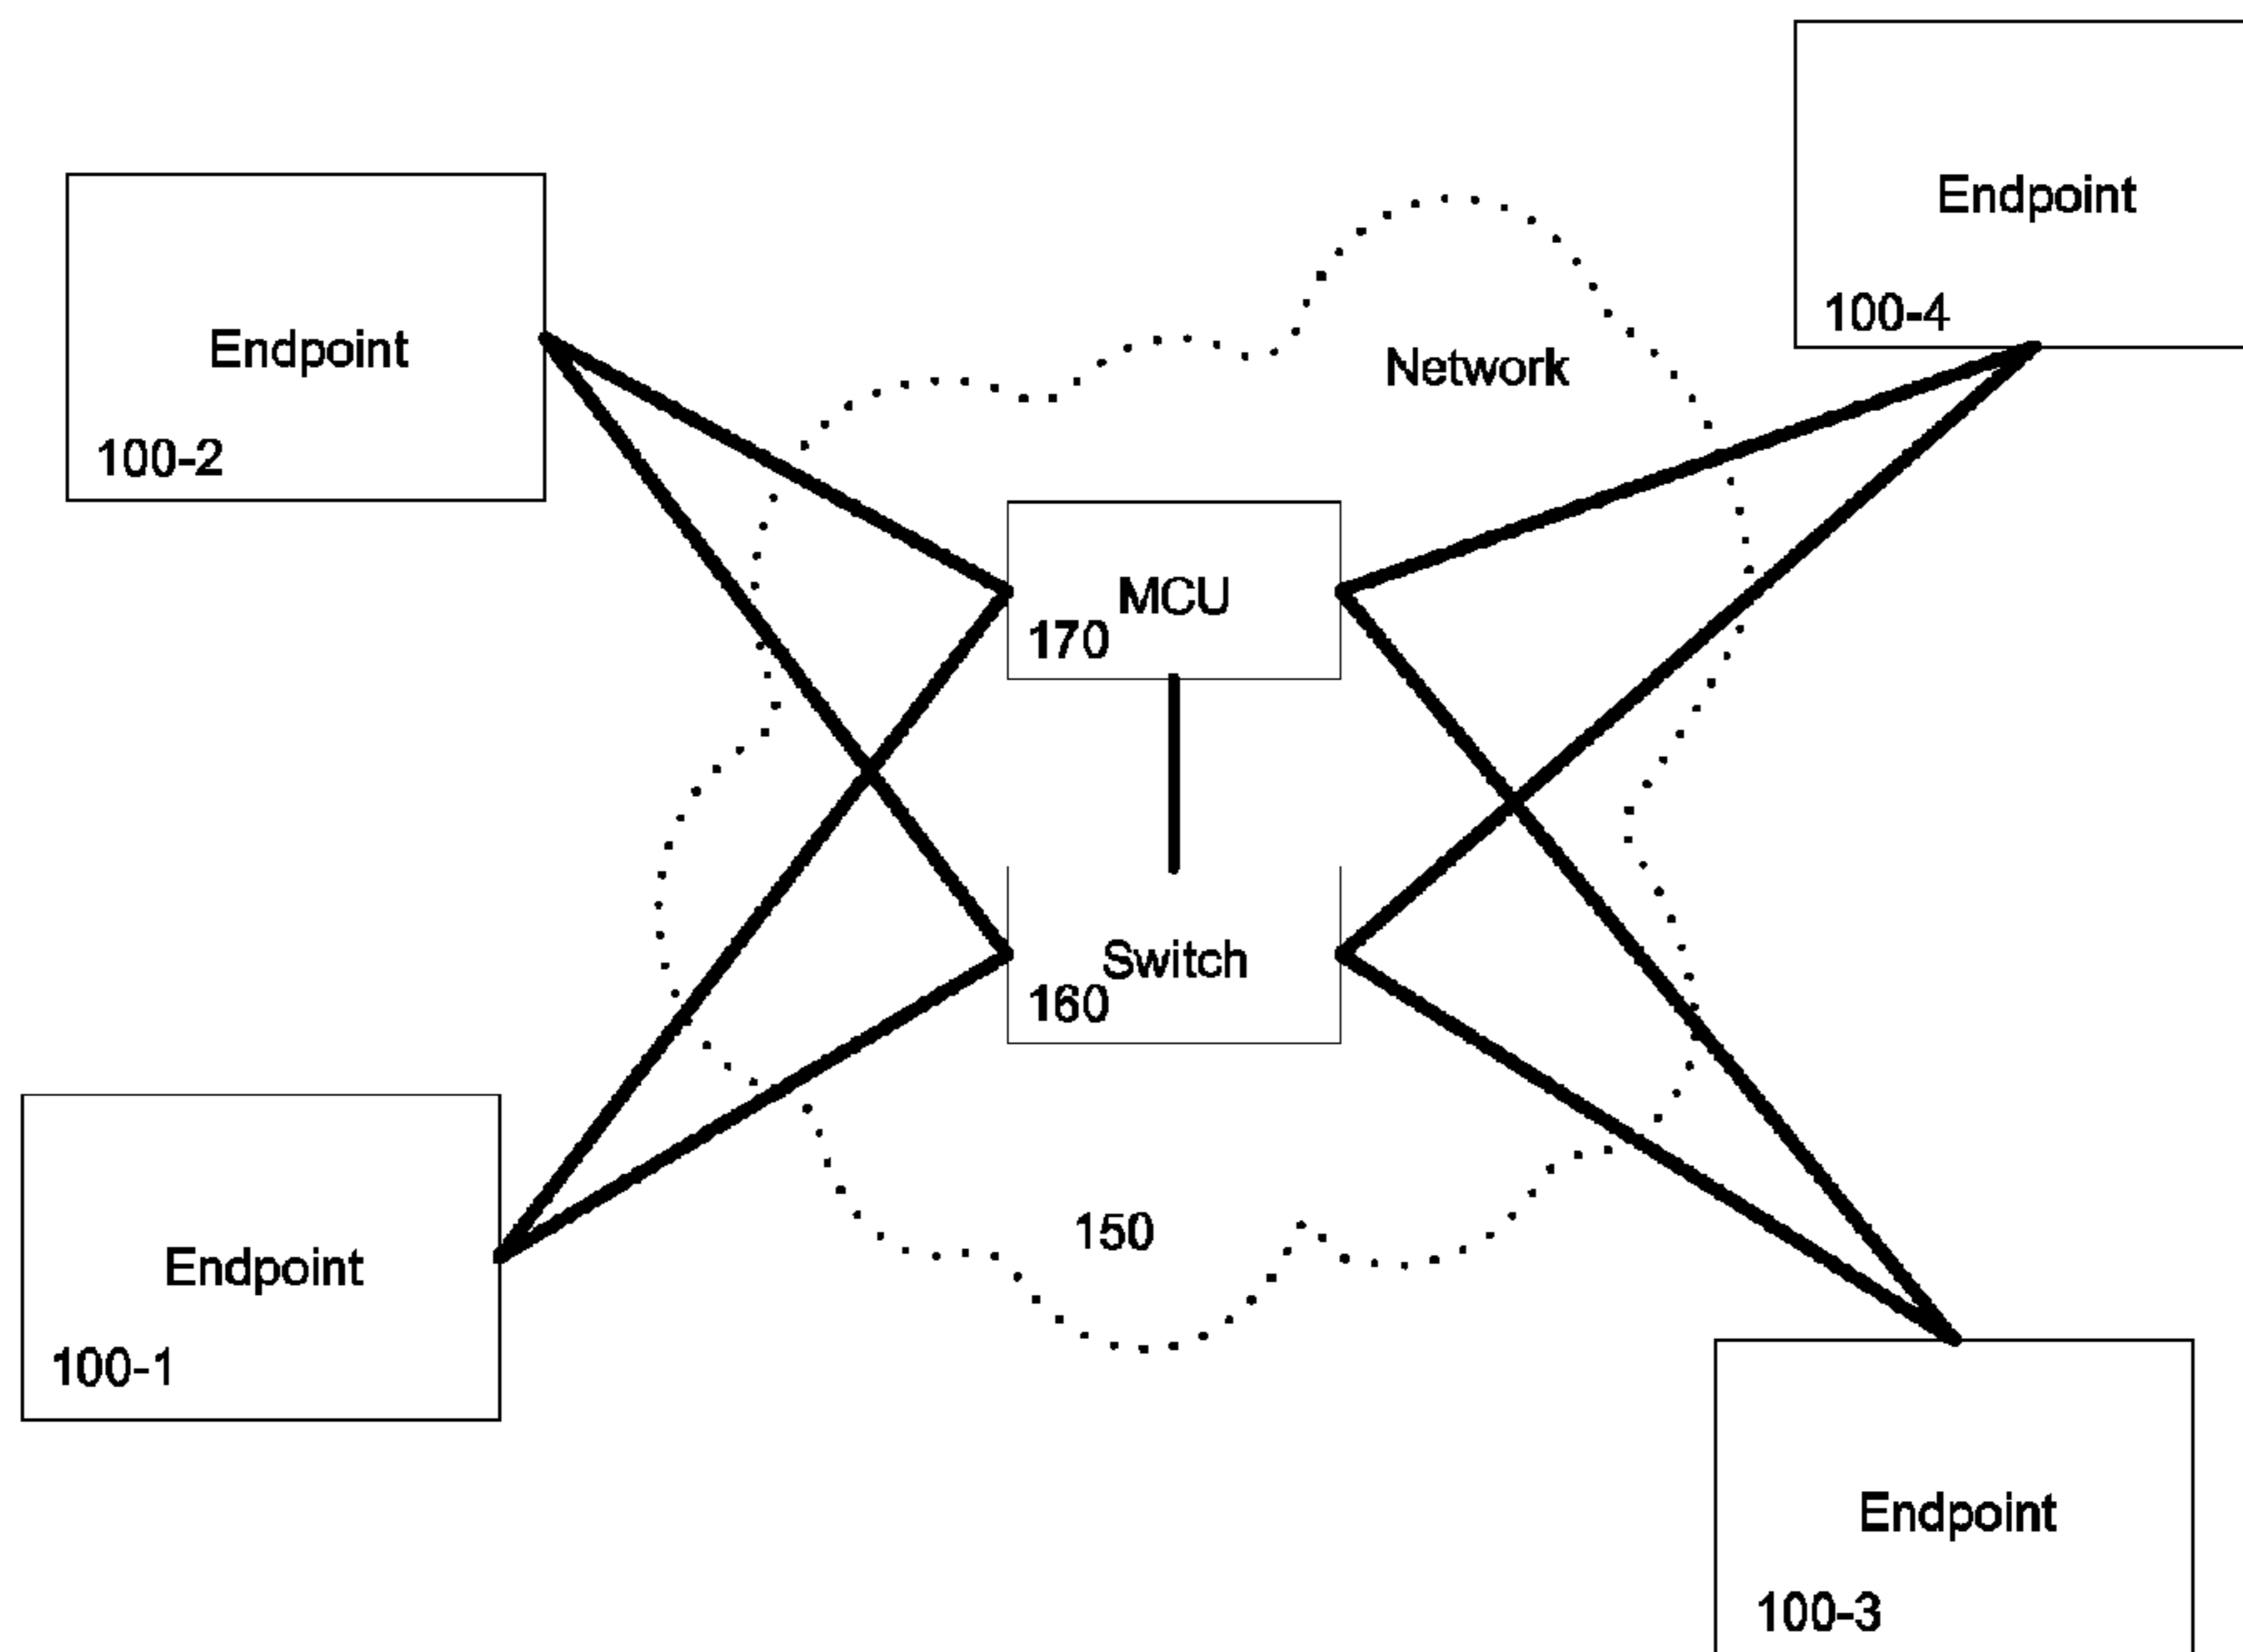 Endpoint
100-4
Endpoint
100-2
Network
MCU
170
Switch
160
150
Endpoint
100-1
Endpoint
100-3